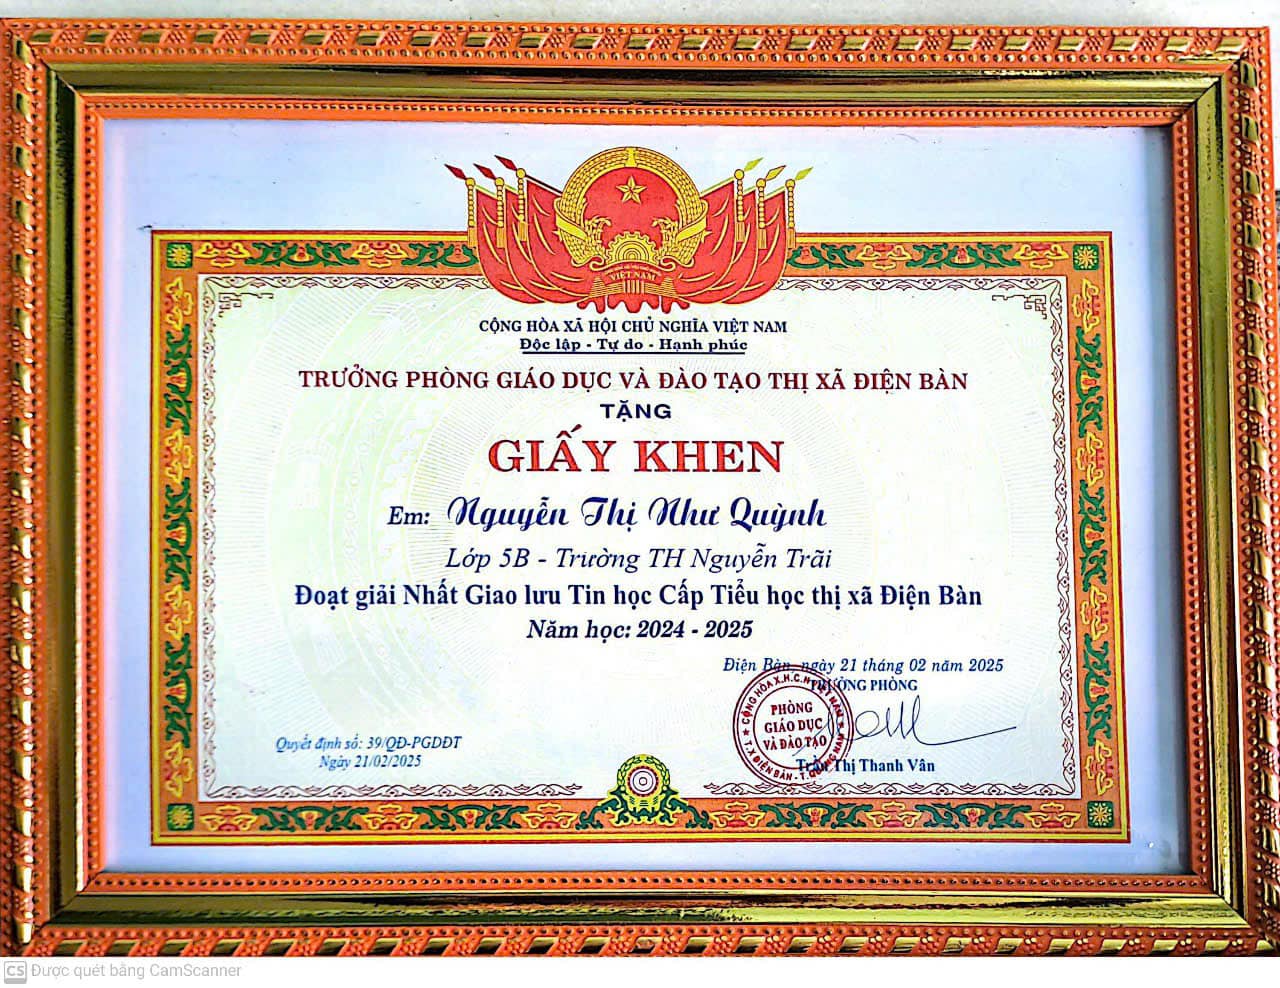 VIỆT NAM
CỘNG HÒA XÃ HỘI CHỦ NGHĨA VIỆT NAM
Độc lập - Tự do - Hạnh phúc
TRƯỞNG PHÒNG GIÁO DỤC VÀ ĐÀO TẠO THỊ XÃ ĐIỆN BÀN
TẶNG
GIẤY KHEN
Em: Nguyễn Thị Như Quỳnh
Lớp 5B - Trường TH Nguyễn Trãi
Đoạt giải Nhất Giao lưu Tin học Cấp Tiểu học thị xã Điện Bàn
Năm học: 2024 - 2025
Điện Bàn, ngày 21 tháng 02 năm 2025
TRƯỞNG PHÒNG
PHÒNG
GIÁO DỤC
VÀ ĐÀO TẠO
T.X ĐIỆN BÀN - T. QUẢNG NAM
Trần Thị Thanh Vân
Quyết định số: 39/QĐ-PGDĐT
Ngày 21/02/2025
CS Được quét bằng CamScanner